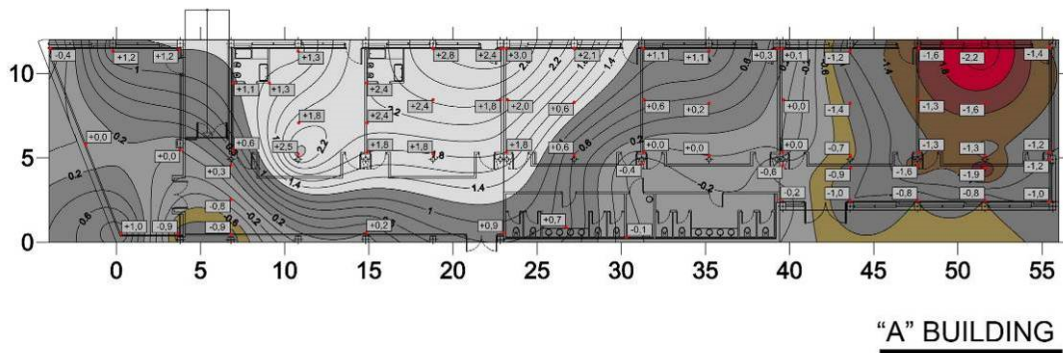 -0,4 +1,2 +1,2 +1,3 +2,8 +2,4 +3,0 +2,1 +1,1 +1,1 +0,3 +0,1 -1,2 -1,6 -2,2 -1,4
10
+1,1 +1,3 +2,4 +2,4 +1,8 +2,0 +0,6 +0,6 +0,2 +0,0 -1,4 -1,3 -1,2
+1,8 +2,4
+0,0 +0,6 +2,5 +1,8 +1,8 +1,8 +0,6 +0,0 +0,0 +0,0 -0,7 -1,3 -1,3 -1,2
5
+0,0 +0,3 -0,4 -0,6 -0,9 -1,6 -1,9 -1,2
-0,8 -0,2 -1,0 -0,8 -0,8 -1,0
+1,0 -0,9 -0,9 +0,2 +0,9 +0,7 -0,1
0
0 5 10 15 20 25 30 35 40 45 50 55
"A" BUILDING